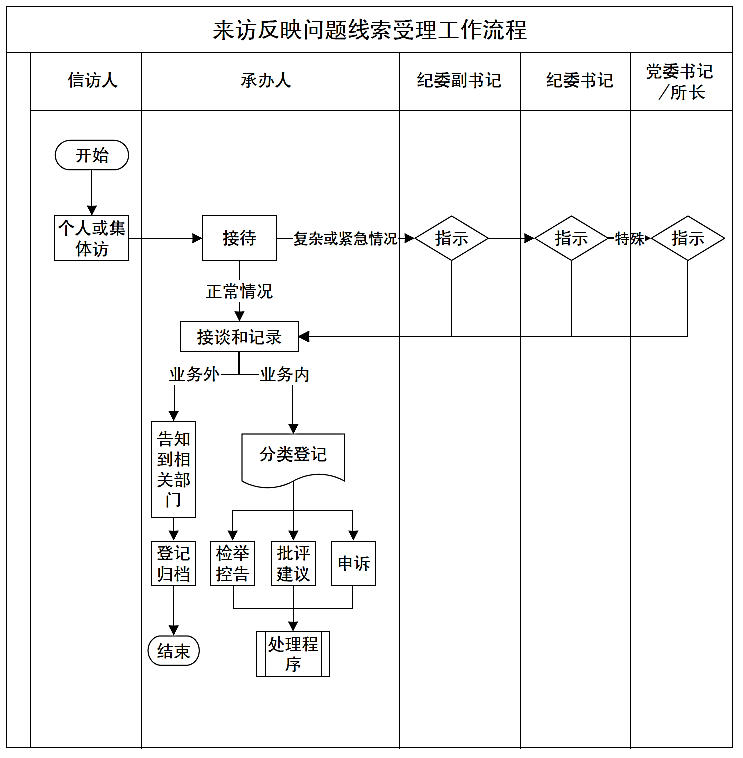 来访反映问题线索受理工作流程
信访人
承办人
纪委副书记
纪委书记
党委书记
/所长
开始
个人或集
体访
接待
复杂或紧急情况
指示
指示
特殊
指示
正常情况
接谈和记录
业务外
业务内
告知
到相
关部
门
分类登记
登记
归档
检举
控告
批评
建议
申诉
结束
处理程
序